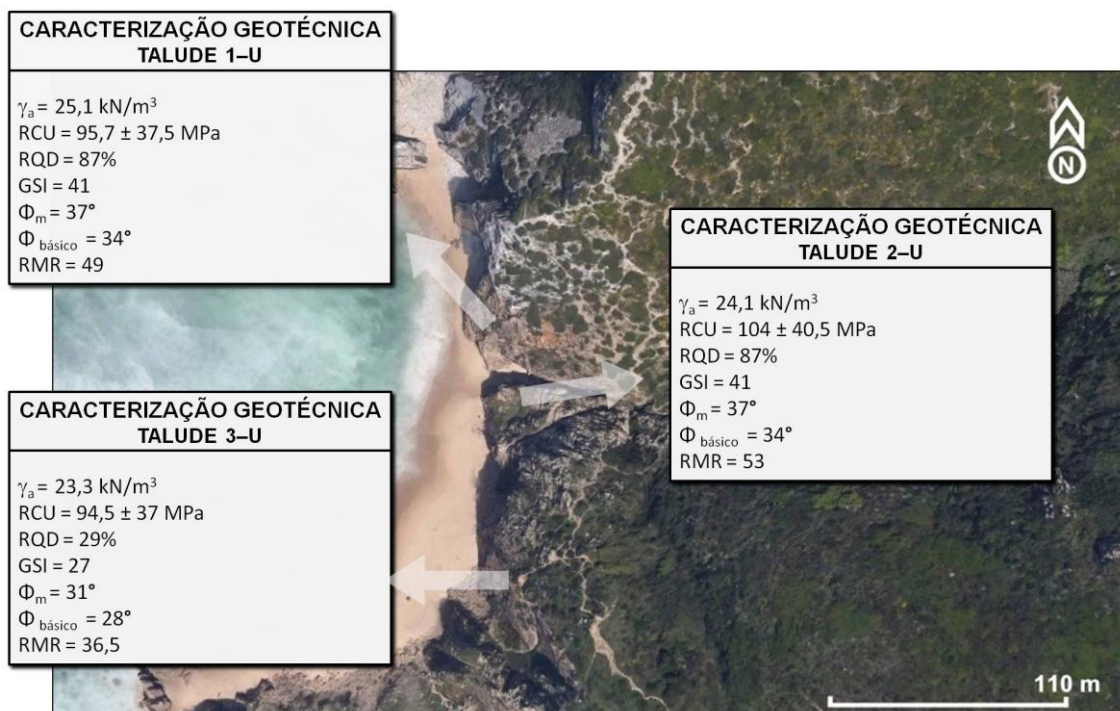 CARACTERIZAÇÃO GEOTÉCNICA
TALUDE 1–U
γₐ = 25,1 kN/m³
RCU = 95,7 ± 37,5 MPa
RQD = 87%
GSI = 41
Φₘ = 37°
Φ básico = 34°
RMR = 49
N
CARACTERIZAÇÃO GEOTÉCNICA
TALUDE 2–U
γₐ = 24,1 kN/m³
RCU = 104 ± 40,5 MPa
RQD = 87%
GSI = 41
Φₘ = 37°
Φ básico = 34°
RMR = 53
CARACTERIZAÇÃO GEOTÉCNICA
TALUDE 3–U
γₐ = 23,3 kN/m³
RCU = 94,5 ± 37 MPa
RQD = 29%
GSI = 27
Φₘ = 31°
Φ básico = 28°
RMR = 36,5
110 m